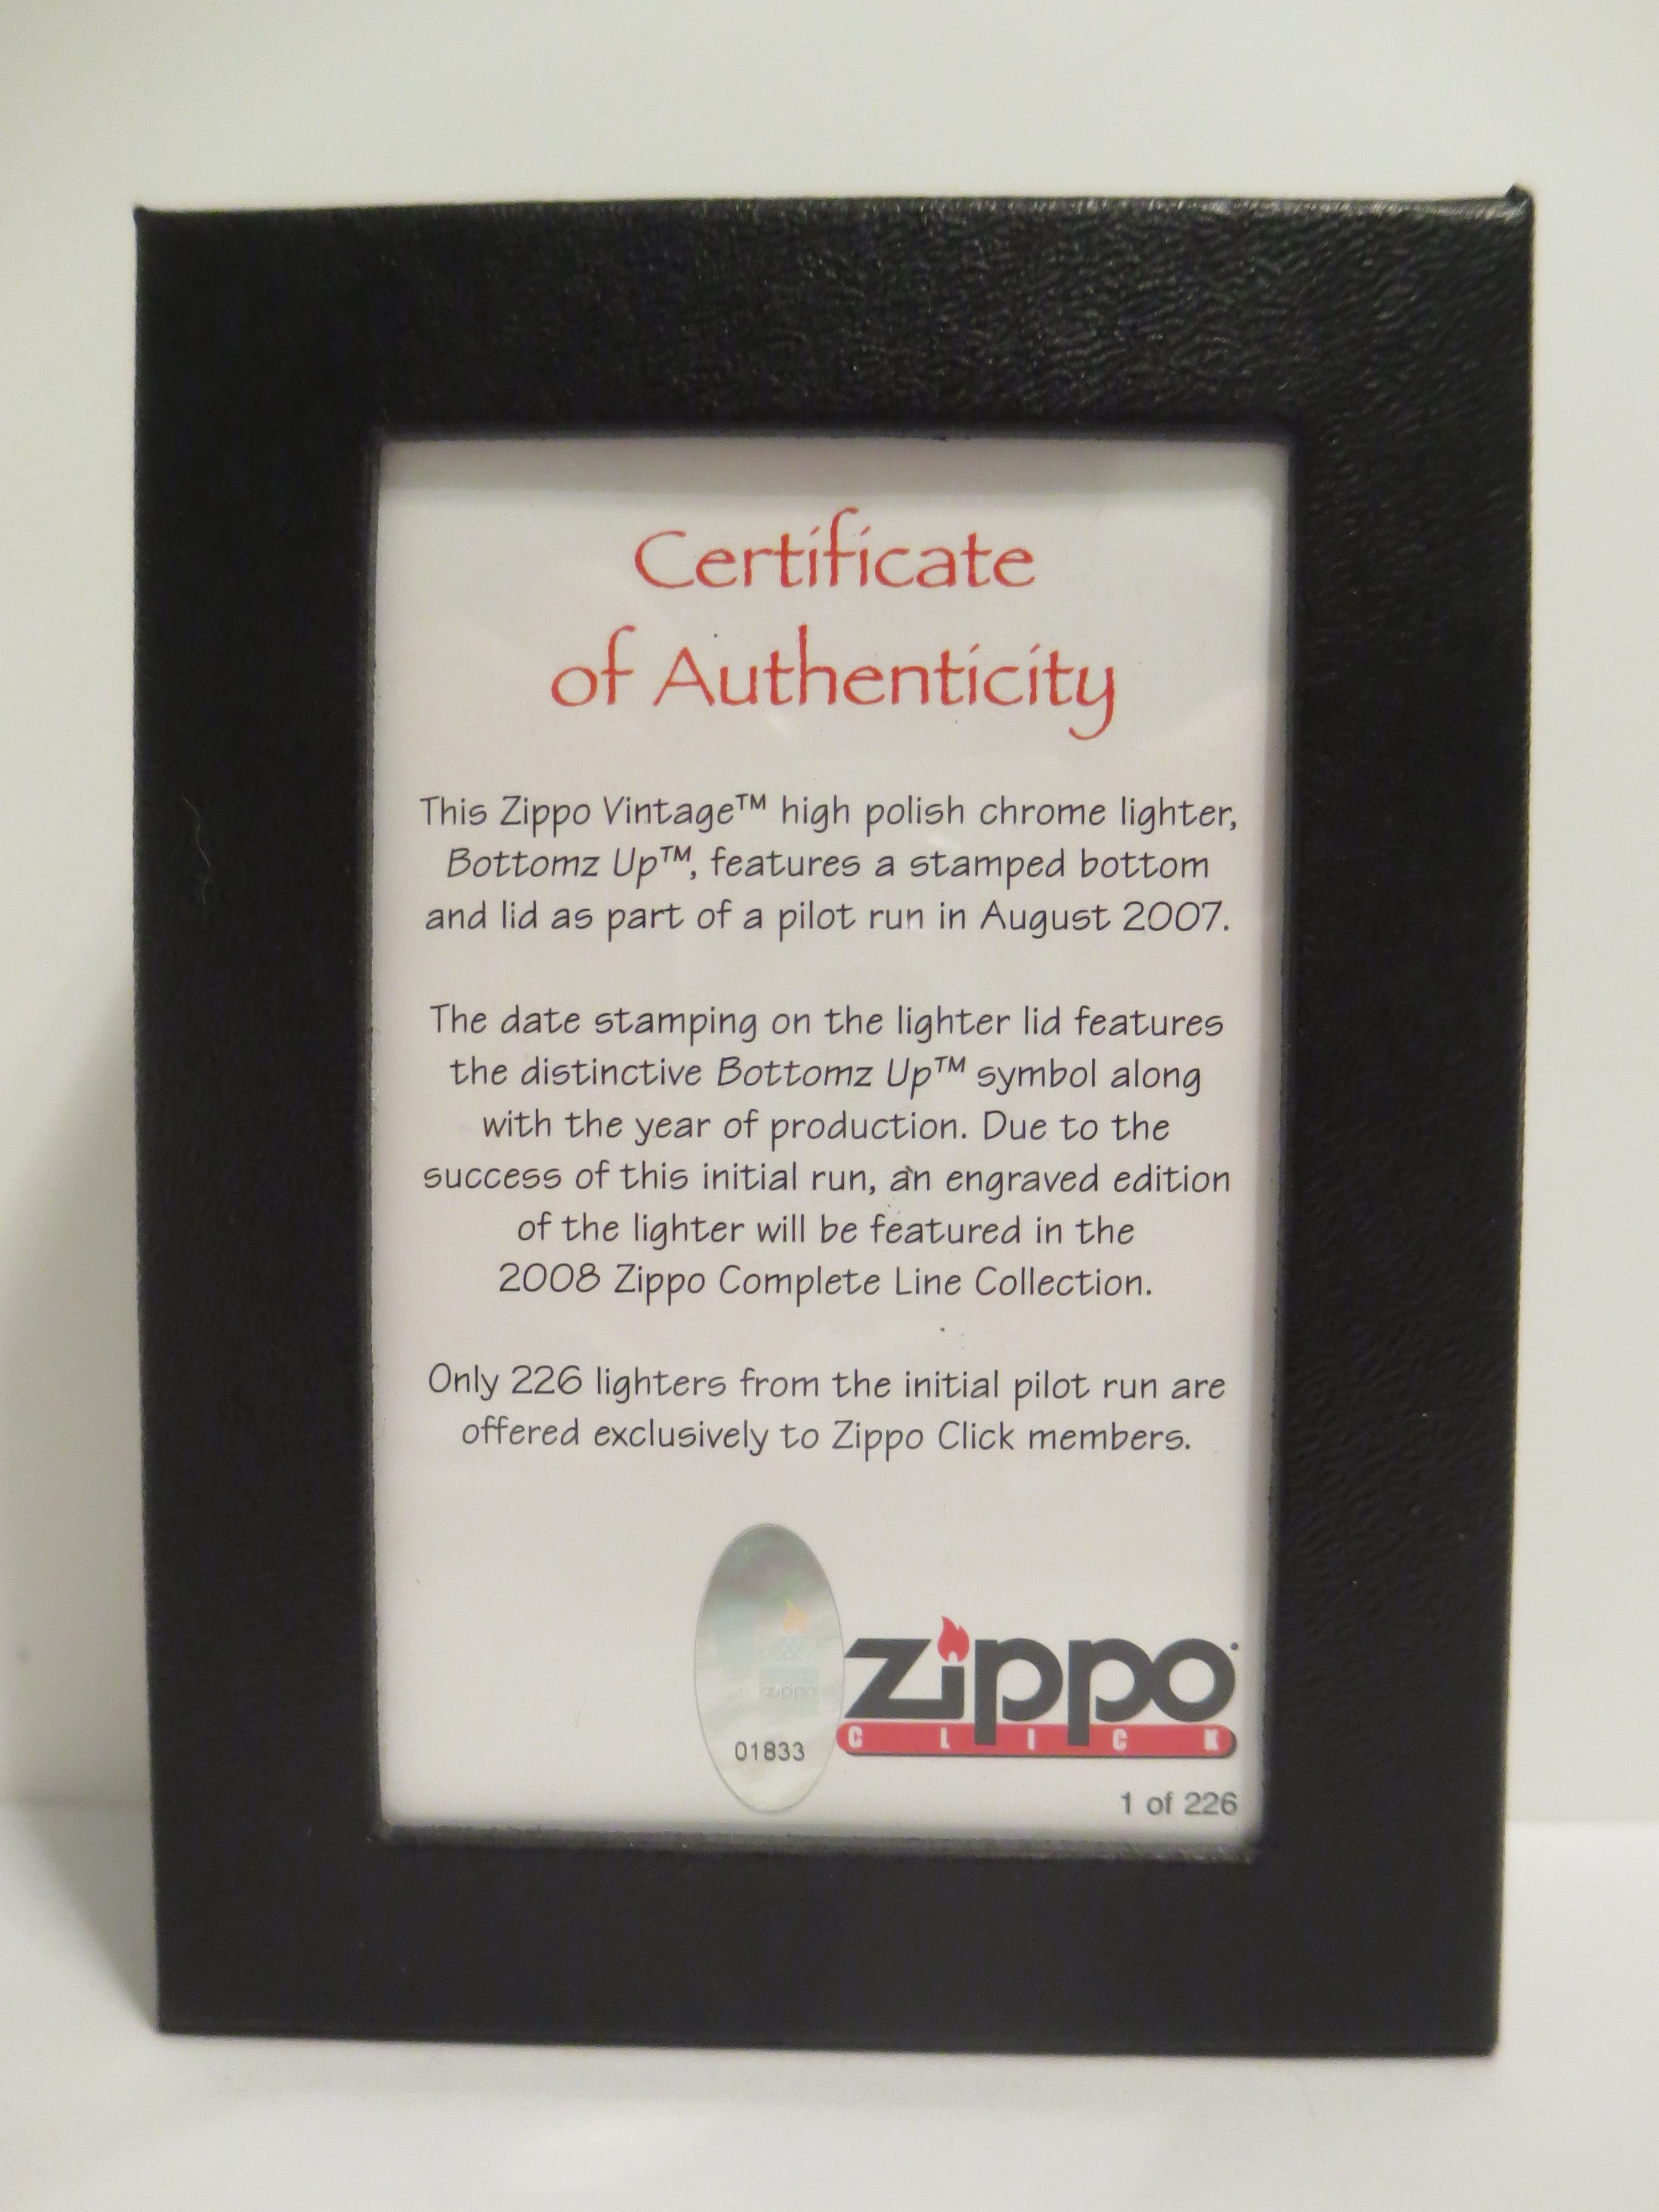 Certificate
of Authenticity
This Zippo Vintage™ high polish chrome lighter,
Bottomz Up™, features a stamped bottom
and lid as part of a pilot run in August 2007.
The date stamping on the lighter lid features
the distinctive Bottomz Up™ symbol along
with the year of production. Due to the
success of this initial run, an engraved edition
of the lighter will be featured in the
2008 Zippo Complete Line Collection.
Only 226 lighters from the initial pilot run are
offered exclusively to Zippo Click members.
zippo
01833
zippo
CLICK
1 of 226